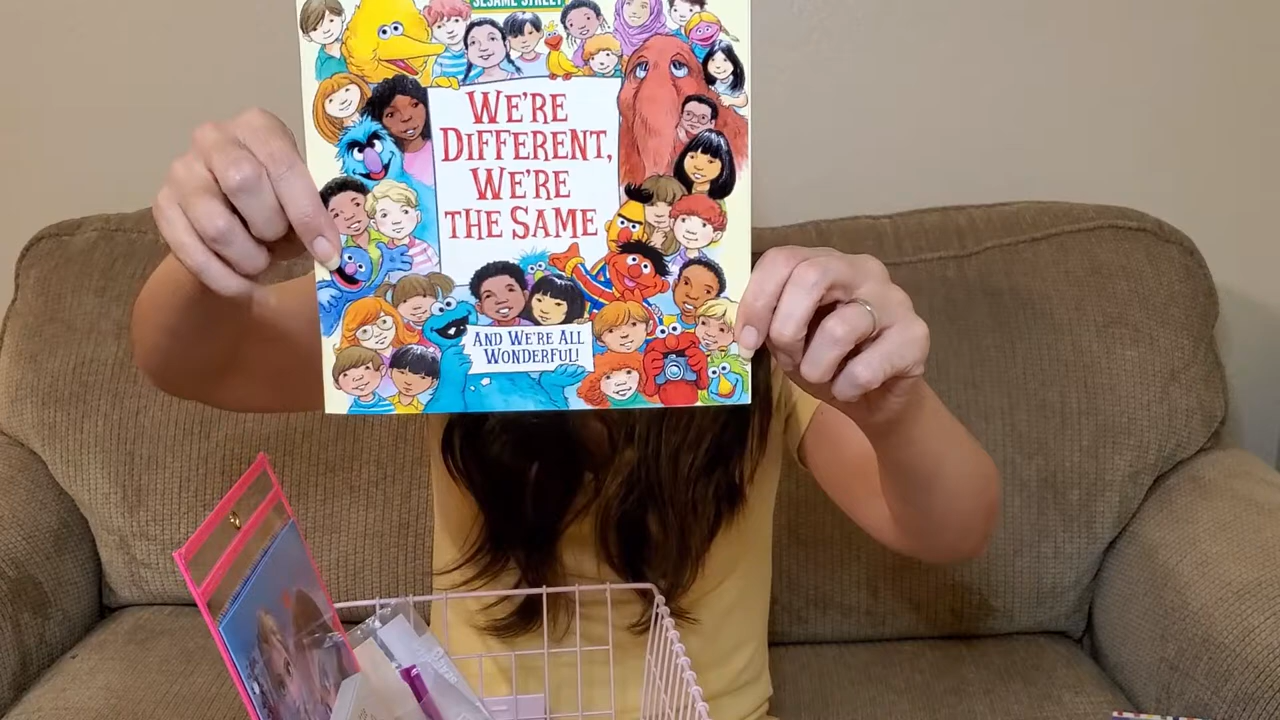 SESAME STREET
WE'RE
DIFFERENT,
WE'RE
THE SAME
AND WE'RE ALL
WONDERFUL!